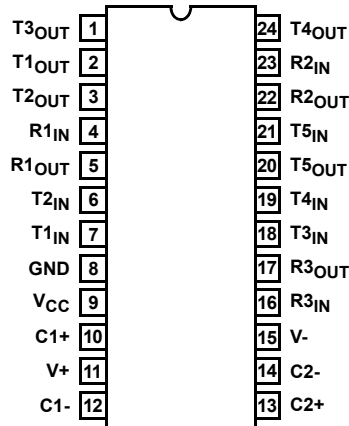 T3OUT 1 24 T4OUT
T1OUT 2 23 R2IN
T2OUT 3 22 R2OUT
R1IN 4 21 T5IN
R1OUT 5 20 T5OUT
T2IN 6 19 T4IN
T1IN 7 18 T3IN
GND 8 17 R3OUT
VCC 9 16 R3IN
C1+ 10 15 V-
V+ 11 14 C2-
C1- 12 13 C2+